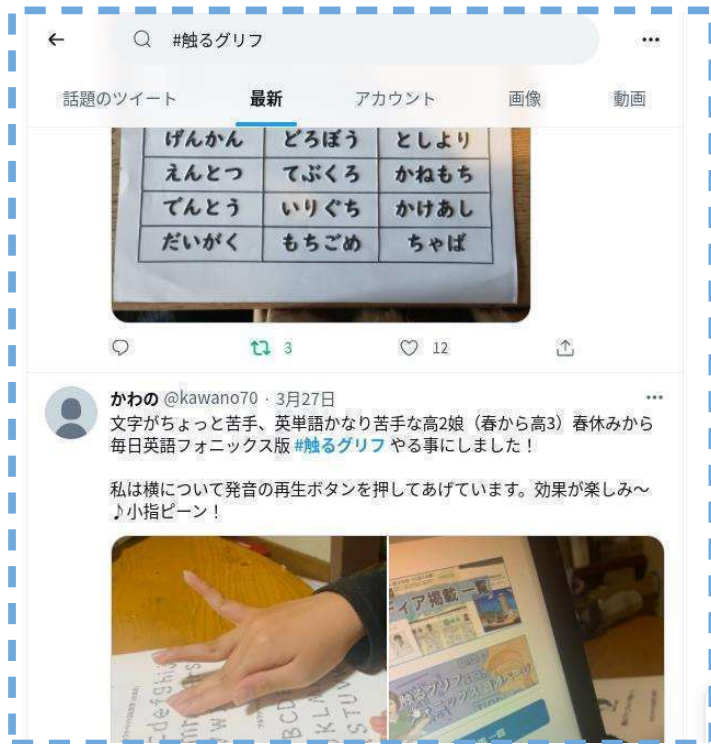 #触るグリフ
話題のツイート 最新 アカウント 画像 動画
げんかん どろぼう としより
えんとつ てぶくろ かねもち
でんとう いりぐち かけあし
だいがく もちごめ ちゃば
3 12
かわの @kawano70 · 3月27日
文字がちょっと苦手、英単語かなり苦手な高2娘（春から高3）春休みから
毎日英語フォニックス版 #触るグリフ やる事にしました！
私は横について発音の再生ボタンを押してあげています。効果が楽しみ〜
♪小指ピーン！
ディア掲載一覧